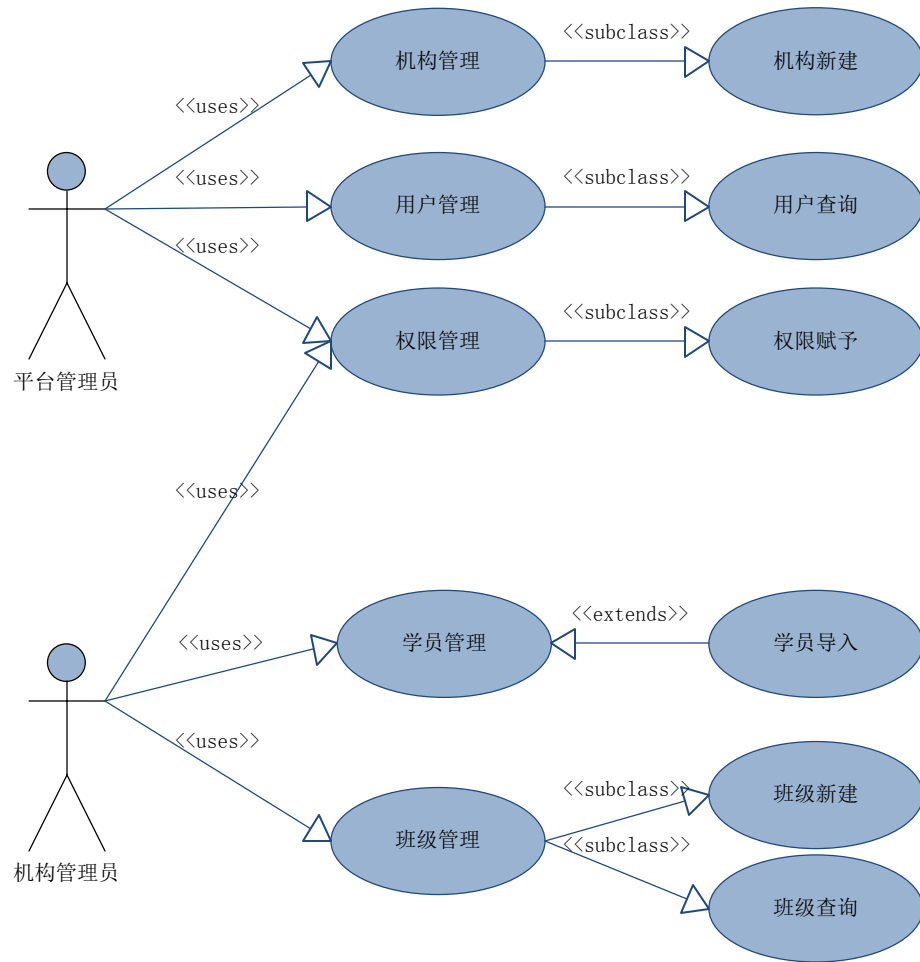 <<subclass>>
机构管理
机构新建
<<uses>>
<<uses>>
<<subclass>>
用户管理
用户查询
<<uses>>
<<subclass>>
权限管理
权限赋予
平台管理员
<<uses>>
<<extends>>
<<uses>>
学员管理
学员导入
<<uses>>
<<subclass>>
班级新建
班级管理
<<subclass>>
机构管理员
班级查询